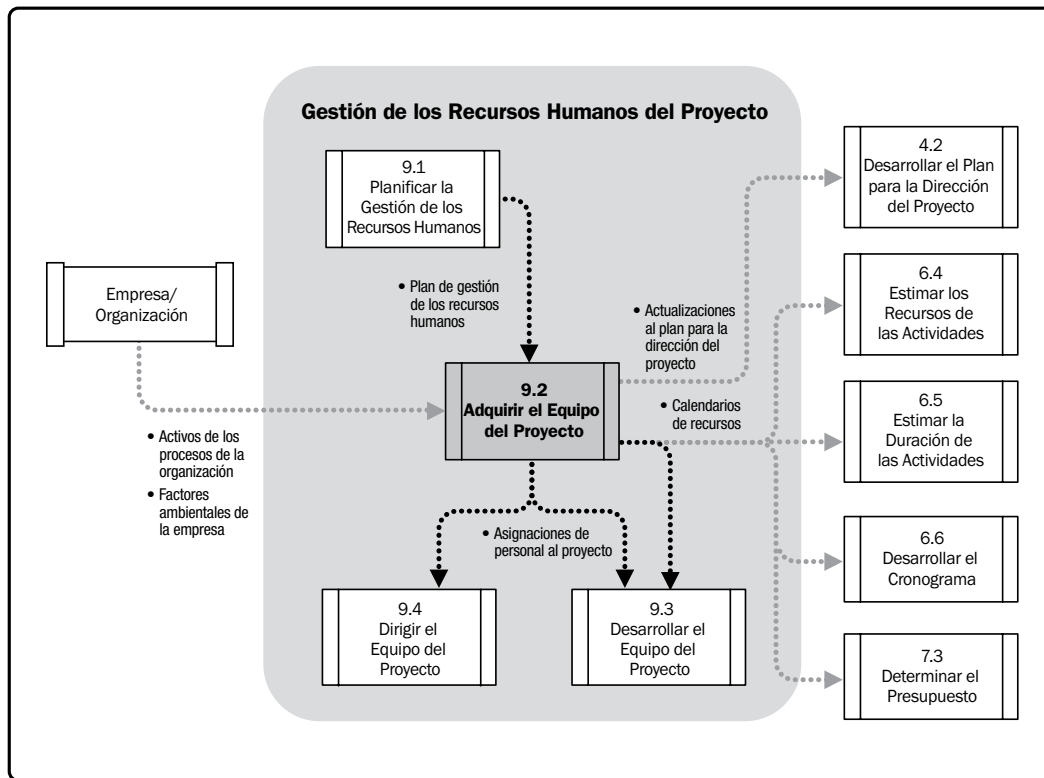 Gestión de los Recursos Humanos del Proyecto
9.1
Planificar la
Gestión de los
Recursos Humanos
4.2
Desarrollar el Plan
para la Dirección
del Proyecto
Empresa/
Organización
• Plan de gestión
de los recursos
humanos
• Actualizaciones
al plan para la
dirección del
proyecto
6.4
Estimar los
Recursos de
las Actividades
9.2
Adquirir el Equipo
del Proyecto
• Calendarios
de recursos
6.5
Estimar la
Duración de
las Actividades
• Activos de los
procesos de la
organización
• Factores
ambientales de
la empresa
• Asignaciones de
personal al proyecto
6.6
Desarrollar el
Cronograma
9.4
Dirigir el
Equipo del
Proyecto
9.3
Desarrollar el
Equipo del
Proyecto
7.3
Determinar el
Presupuesto